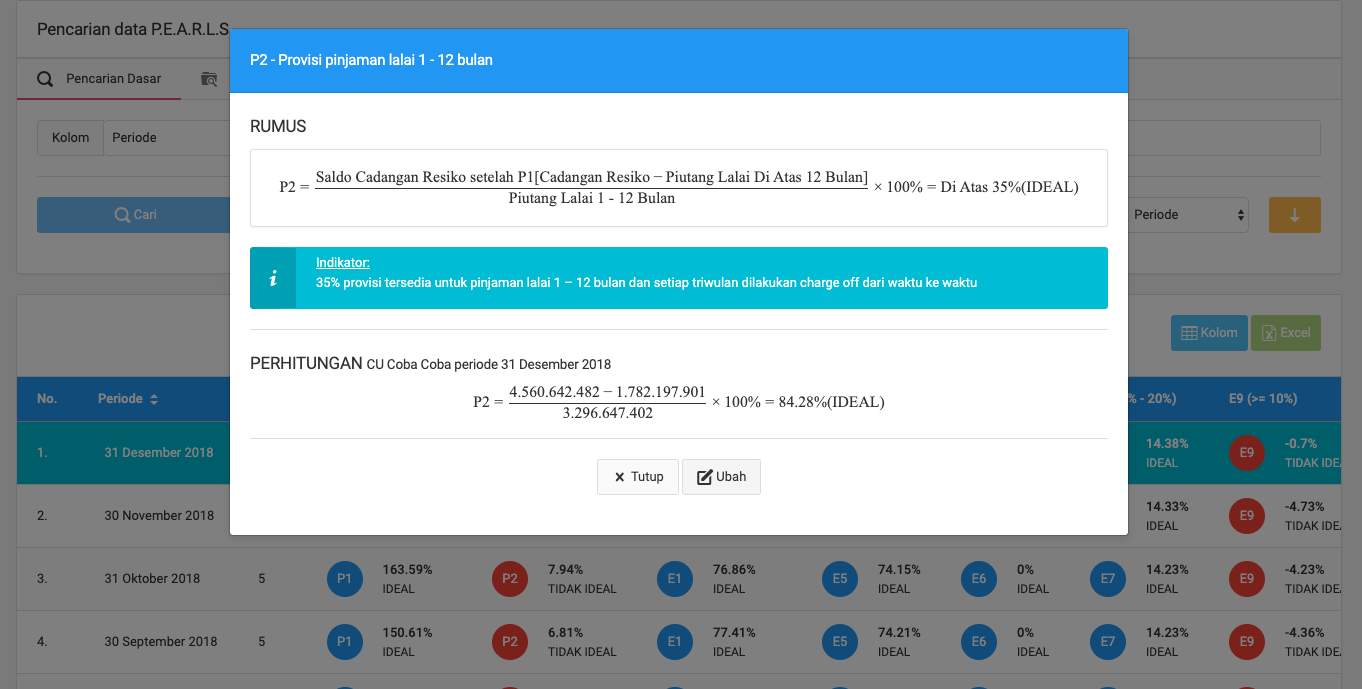 Pencarian data P.E.A.R.L.S
Pencarian Dasar
Kolom Periode
Cari
Periode
P2 - Provisi pinjaman lalai 1 - 12 bulan
RUMUS
P2 = Saldo Cadangan Resiko setelah P1[Cadangan Resiko − Piutang Lalai Di Atas 12 Bulan] × 100% = Di Atas 35%(IDEAL)
Piutang Lalai 1 - 12 Bulan
Indikator:
35% provisi tersedia untuk pinjaman lalai 1 – 12 bulan dan setiap triwulan dilakukan charge off dari waktu ke waktu
PERHITUNGAN CU Coba Coba periode 31 Desember 2018
P2 = 4.560.642.482 − 1.782.197.901 × 100% = 84.28%(IDEAL)
3.296.647.402
Tutup Ubah
Kolom Excel
No. Periode % - 20%) E9 (>= 10%)
1. 31 Desember 2018 14.38% E9 -0.7%
IDEAL TIDAK IDE
2. 30 November 2018 14.33% E9 -4.73%
IDEAL TIDAK IDE
3. 31 Oktober 2018 5 P1 163.59% P2 7.94% E1 76.86% E5 74.15% E6 0% E7 14.23% E9 -4.23%
IDEAL TIDAK IDEAL IDEAL IDEAL IDEAL IDEAL TIDAK IDE
4. 30 September 2018 5 P1 150.61% P2 6.81% E1 77.41% E5 74.21% E6 0% E7 14.23% E9 -4.36%
IDEAL TIDAK IDEAL IDEAL IDEAL IDEAL IDEAL TIDAK IDE